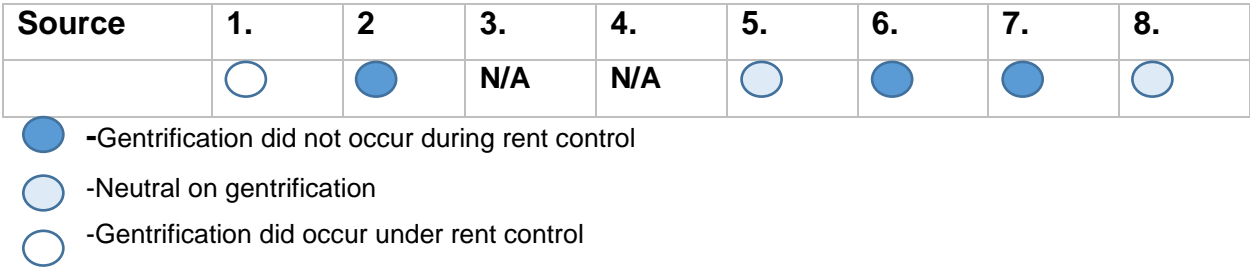 Source 1. 2 3. 4. 5. 6. 7. 8.
N/A N/A
-Gentrification did not occur during rent control
-Neutral on gentrification
-Gentrification did occur under rent control